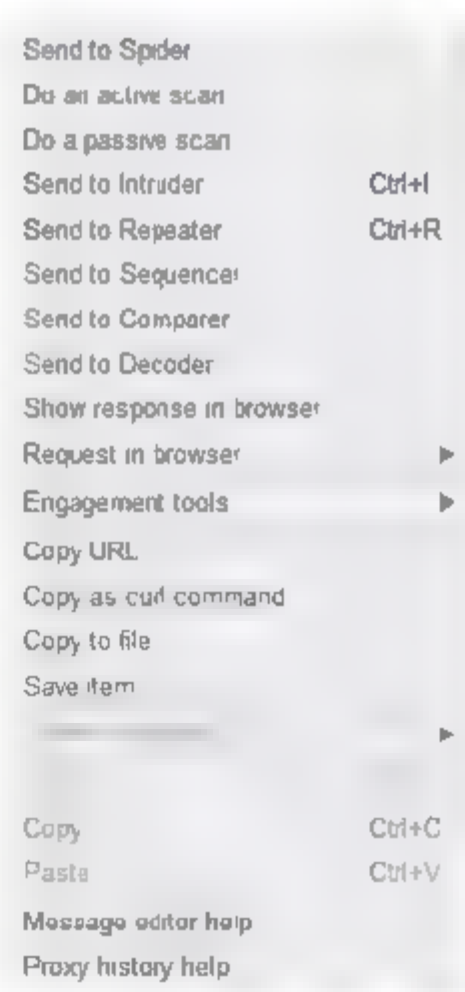 Send to Spider
Do an active scan
Do a passive scan
Send to Intruder Ctrl+I
Send to Repeater Ctrl+R
Send to Sequencer
Send to Comparer
Send to Decoder
Show response in browser
Request in browser
Engagement tools
Copy URL
Copy as curl command
Copy to file
Save item
Copy Ctrl+C
Paste Ctrl+V
Message editor help
Proxy history help